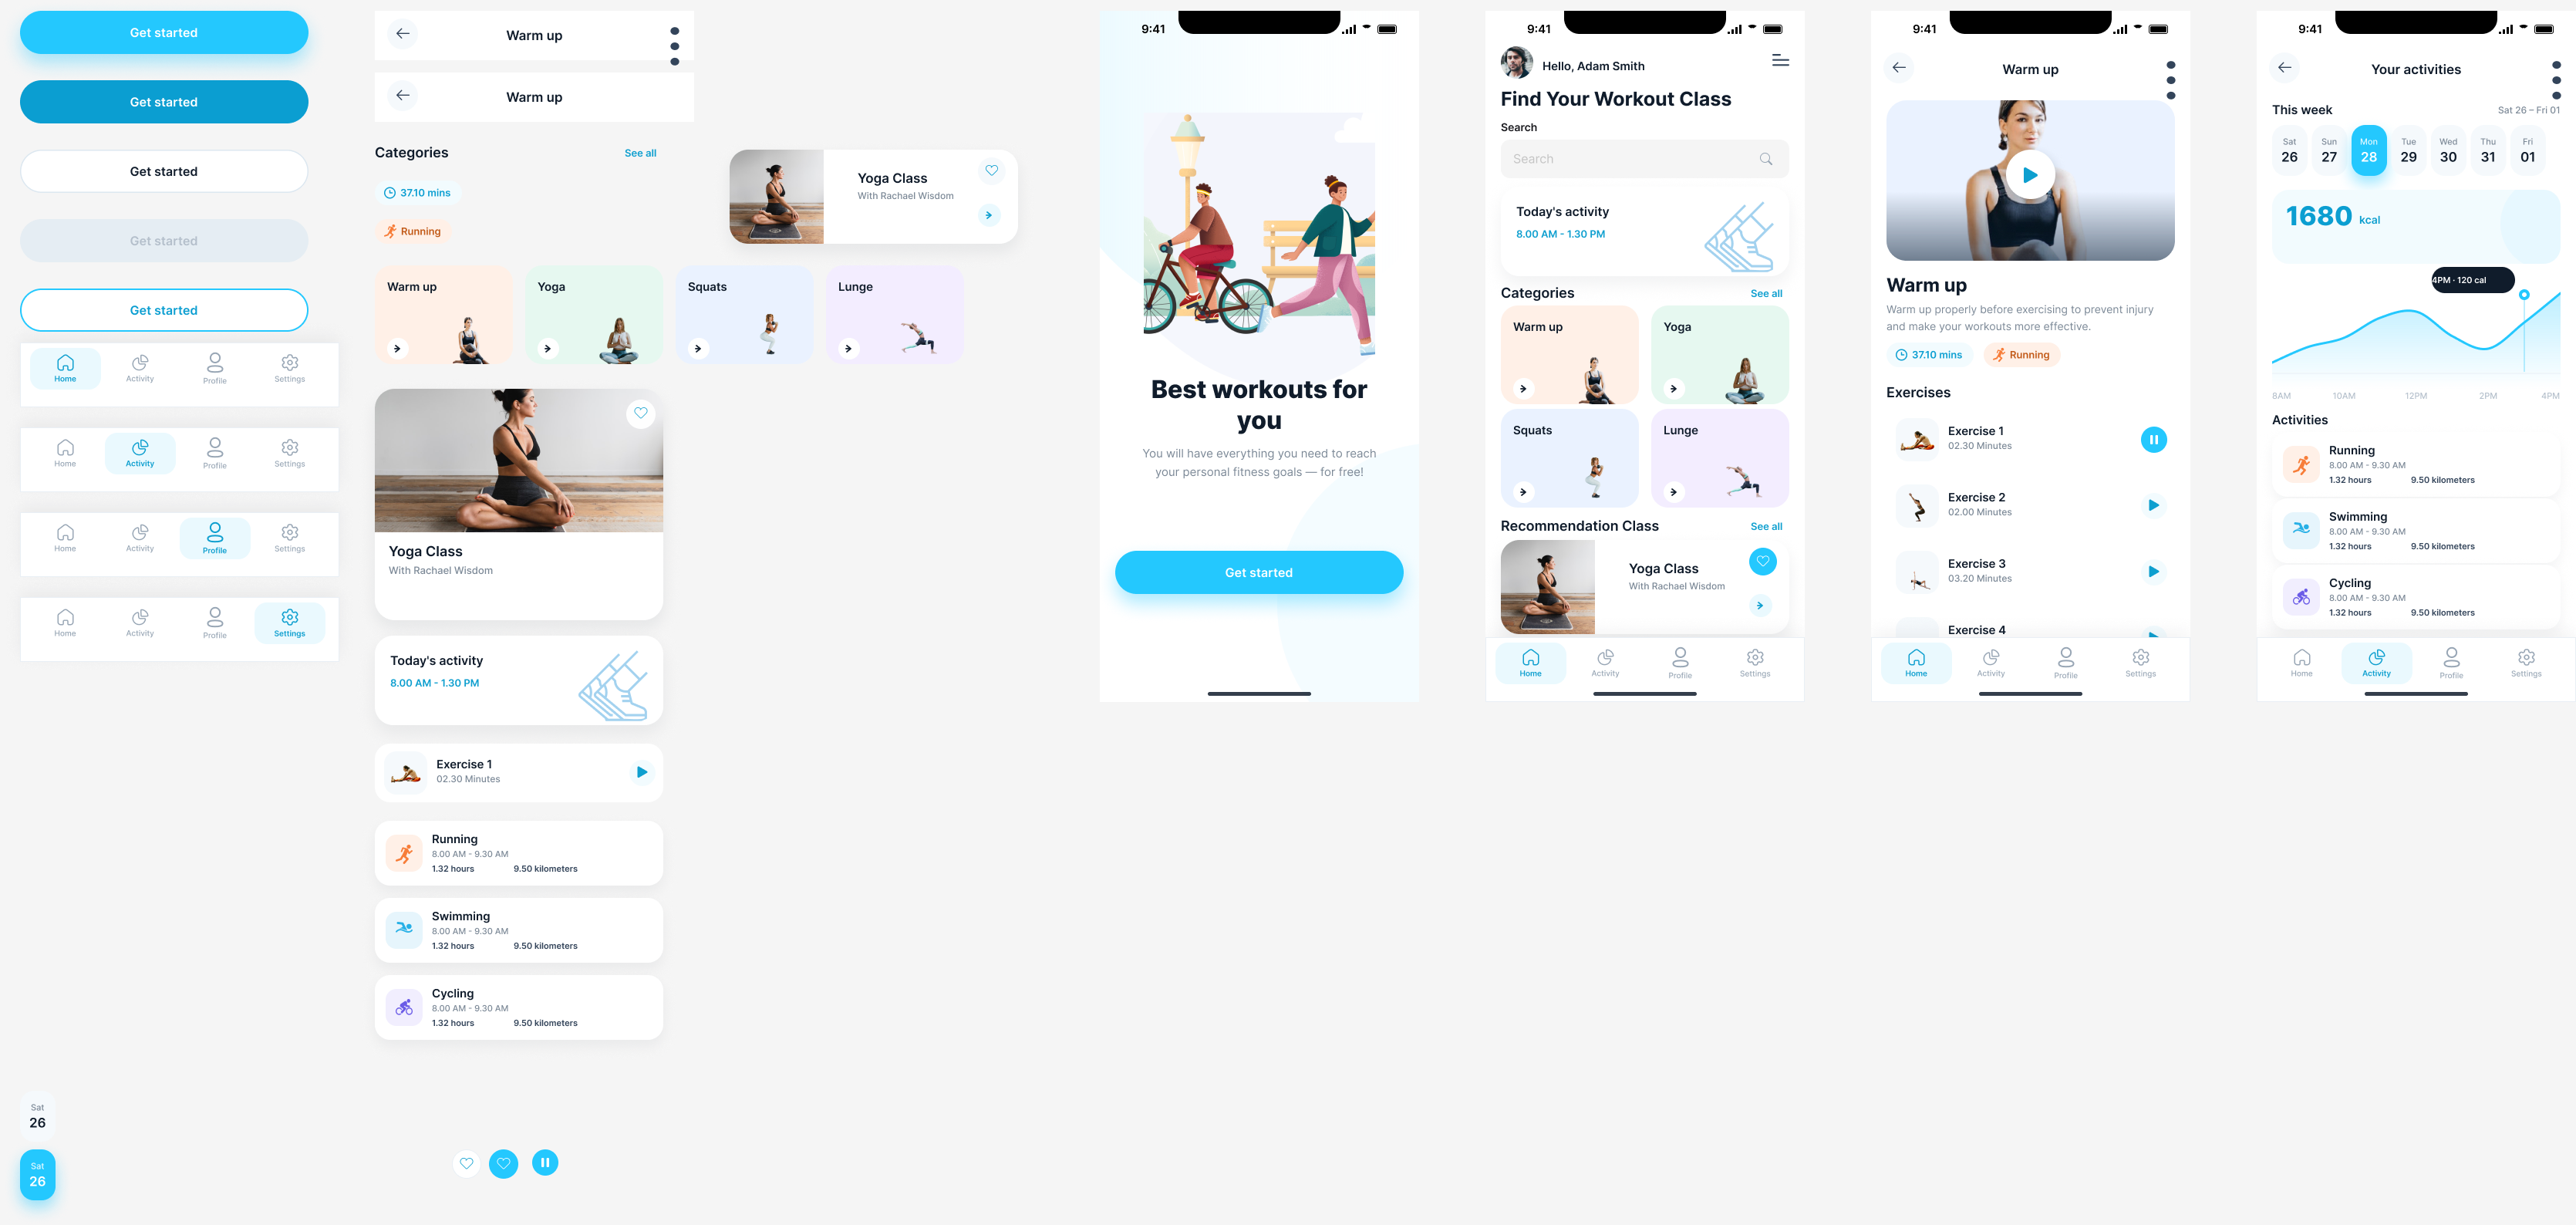 Get started
Get started
Get started
Get started
Get started
Home
Activity
Profile
Settings
Home
Activity
Profile
Settings
Home
Activity
Profile
Settings
Home
Activity
Profile
Settings
Sat
26
Sat
26
Warm up
Warm up
Categories
See all
37.10 mins
Running
Yoga Class
With Rachael Wisdom
Warm up
Yoga
Squats
Lunge
Yoga Class
With Rachael Wisdom
Today's activity
8.00 AM - 1.30 PM
Exercise 1
02.30 Minutes
Running
8.00 AM - 9.30 AM
1.32 hours 9.50 kilometers
Swimming
8.00 AM - 9.30 AM
1.32 hours 9.50 kilometers
Cycling
8.00 AM - 9.30 AM
1.32 hours 9.50 kilometers
9:41
Best workouts for
you
You will have everything you need to reach
your personal fitness goals — for free!
Get started
9:41
Hello, Adam Smith
Find Your Workout Class
Search
Search
Today's activity
8.00 AM - 1.30 PM
Categories
See all
Warm up
Yoga
Squats
Lunge
Recommendation Class
See all
Yoga Class
With Rachael Wisdom
Home
Activity
Profile
Settings
9:41
Warm up
Warm up
Warm up properly before exercising to prevent injury
and make your workouts more effective.
37.10 mins
Running
Exercises
Exercise 1
02.30 Minutes
Exercise 2
02.00 Minutes
Exercise 3
03.20 Minutes
Exercise 4
Home
Activity
Profile
Settings
9:41
Your activities
This week
Sat 26 – Fri 01
Sat
26
Sun
27
Mon
28
Tue
29
Wed
30
Thu
31
Fri
01
1680 kcal
4PM · 120 cal
8AM 10AM 12PM 2PM 4PM
Activities
Running
8.00 AM - 9.30 AM
1.32 hours 9.50 kilometers
Swimming
8.00 AM - 9.30 AM
1.32 hours 9.50 kilometers
Cycling
8.00 AM - 9.30 AM
1.32 hours 9.50 kilometers
Home
Activity
Profile
Settings